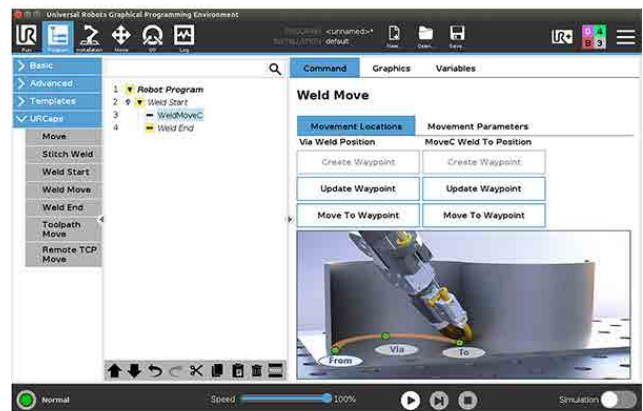 Universal Robots Graphical Programming Environment
UR
Run
Program
Installation
Move
I/O
Log
PROGRAM <unnamed>*
INSTALLATION default
New...
Open...
Save...
UR+
Basic
Advanced
Templates
URCaps
Move
Stitch Weld
Weld Start
Weld Move
Weld End
Toolpath Move
Remote TCP Move
1 Robot Program
2 Weld Start
3 WeldMoveC
4 Weld End
Command Graphics Variables
Weld Move
Movement Locations Movement Parameters
Via Weld Position MoveC Weld To Position
Create Waypoint Create Waypoint
Update Waypoint Update Waypoint
Move To Waypoint Move To Waypoint
From
Via
To
Normal
Speed 100%
Simulation